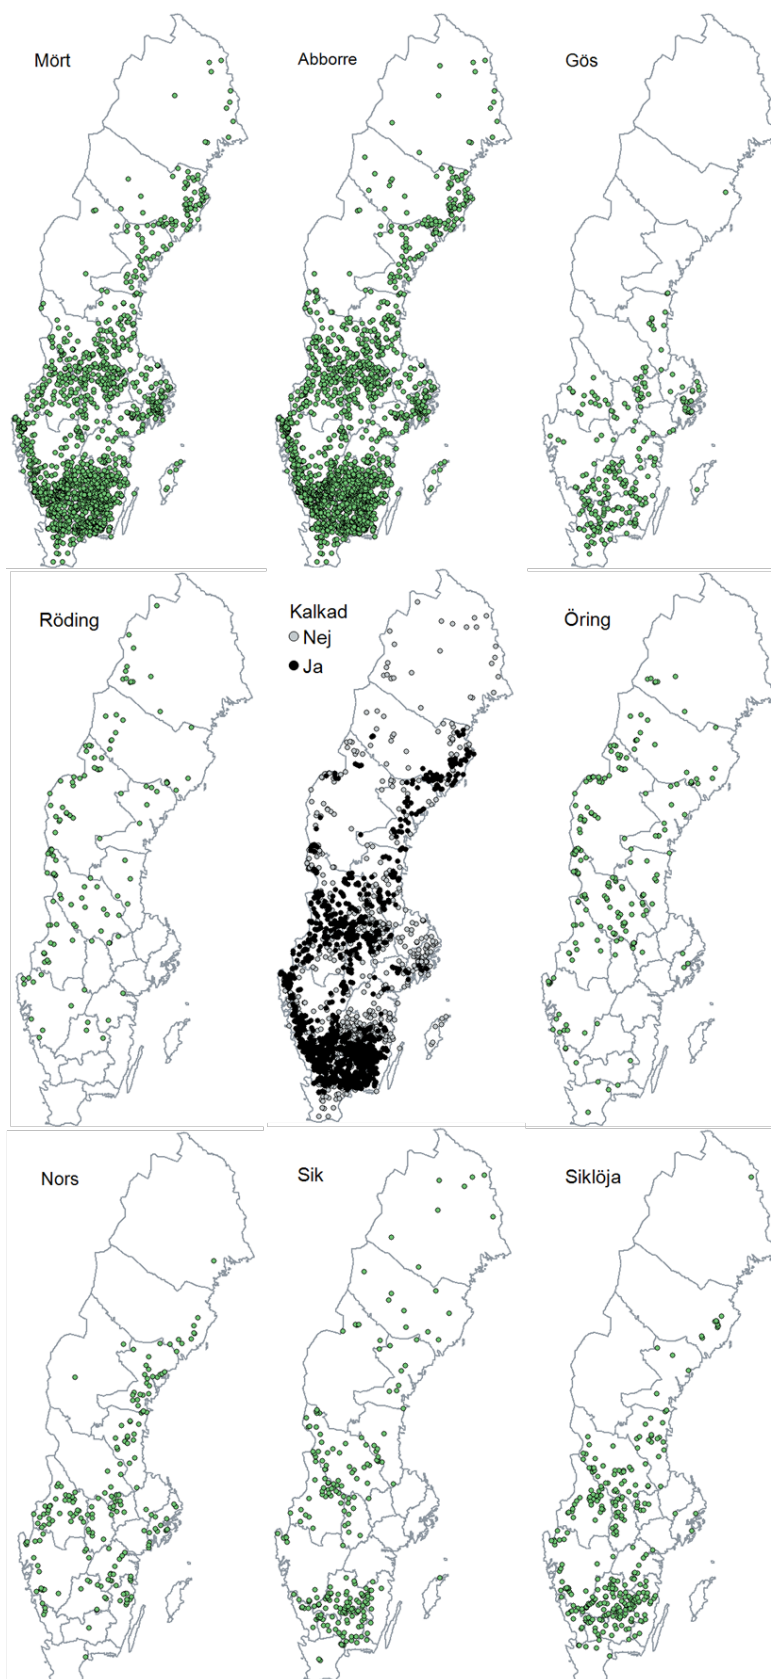 Mört
Abborre
Gös
Röding
Kalkad
Nej
Ja
Öring
Nors
Sik
Siklöja